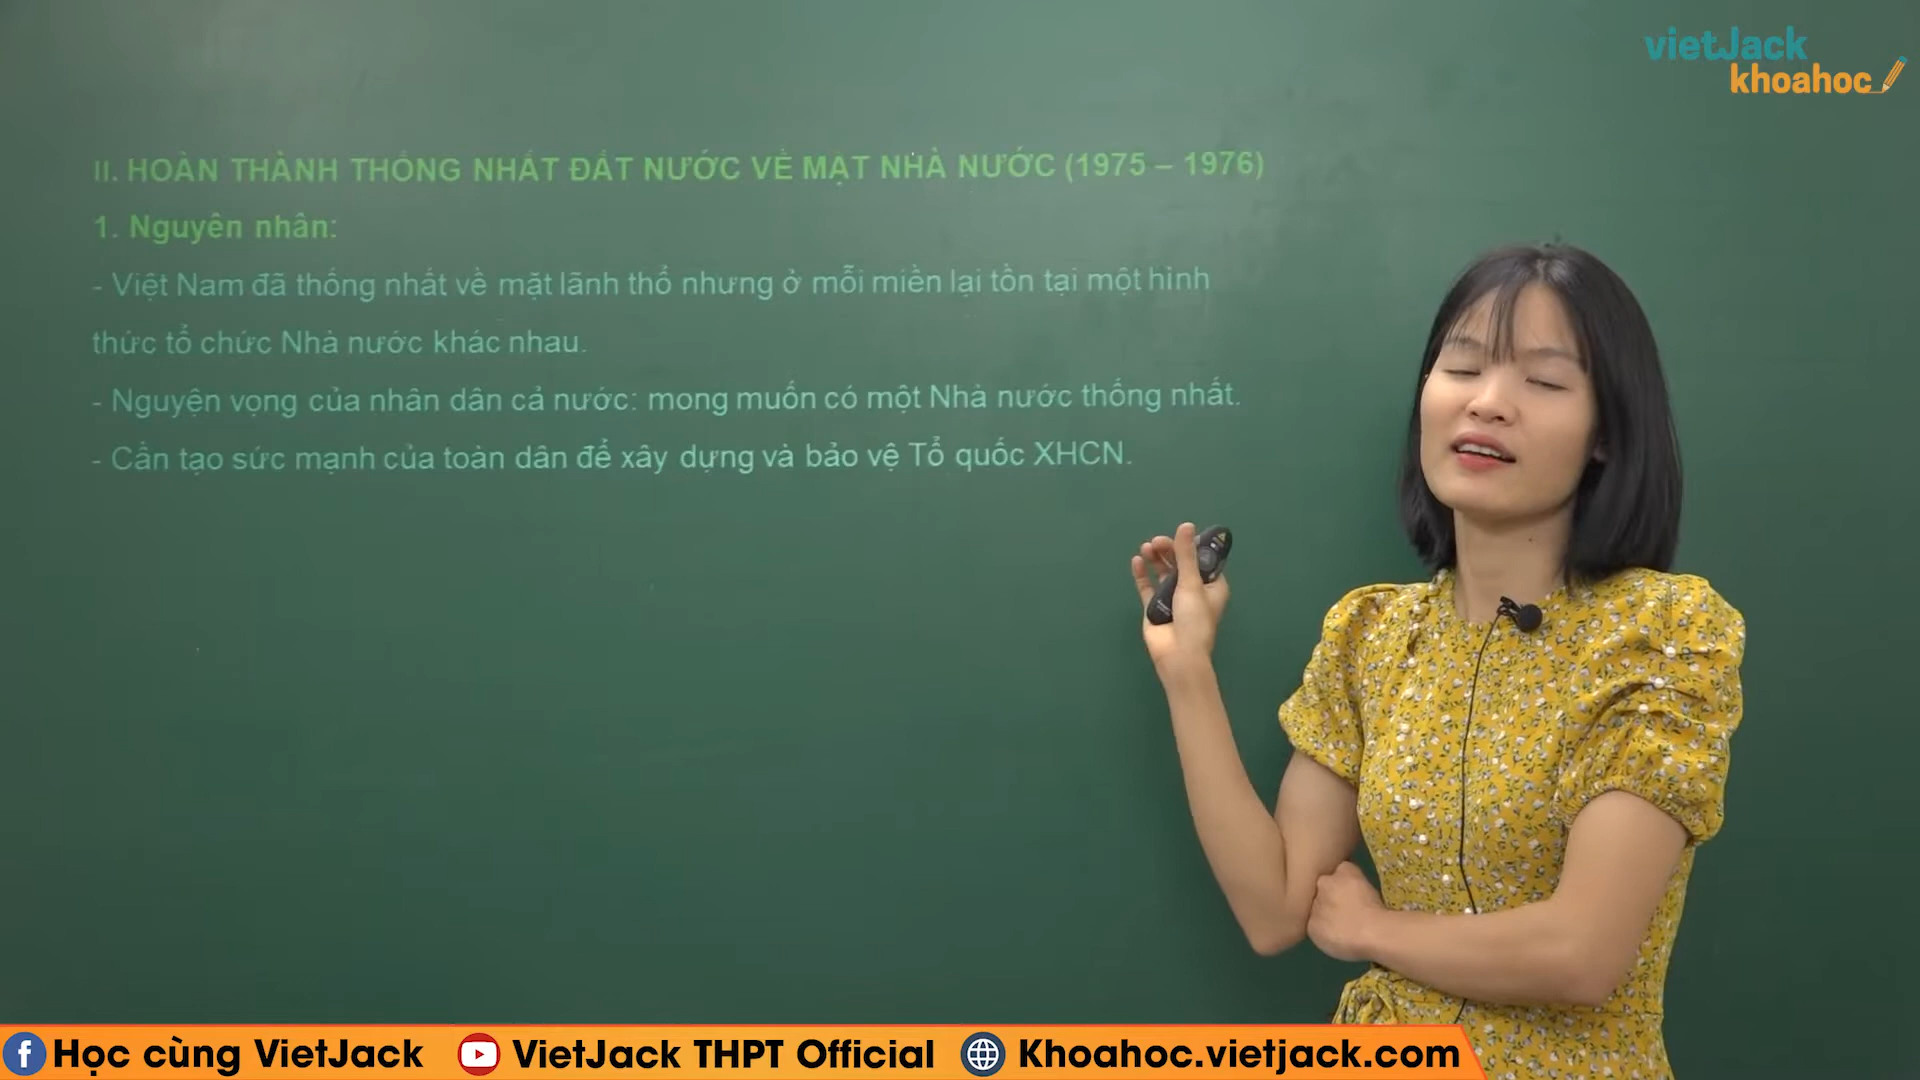 vietJack
khoahoc
II. HOÀN THÀNH THỐNG NHẤT ĐẤT NƯỚC VỀ MẶT NHÀ NƯỚC (1975 – 1976)
1. Nguyên nhân:
- Việt Nam đã thống nhất về mặt lãnh thổ nhưng ở mỗi miền lại tồn tại một hình
thức tổ chức Nhà nước khác nhau.
- Nguyện vọng của nhân dân cả nước: mong muốn có một Nhà nước thống nhất.
- Cần tạo sức mạnh của toàn dân để xây dựng và bảo vệ Tổ quốc XHCN.
Học cùng VietJack VietJack THPT Official Khoahoc.vietjack.com